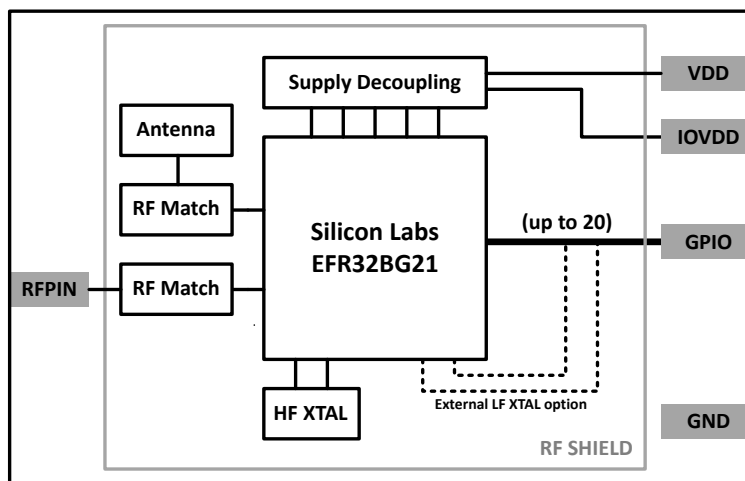 Supply Decoupling
VDD
Antenna
IOVDD
RF Match
Silicon Labs
EFR32BG21
(up to 20)
GPIO
RFPIN
RF Match
External LF XTAL option
HF XTAL
GND
RF SHIELD